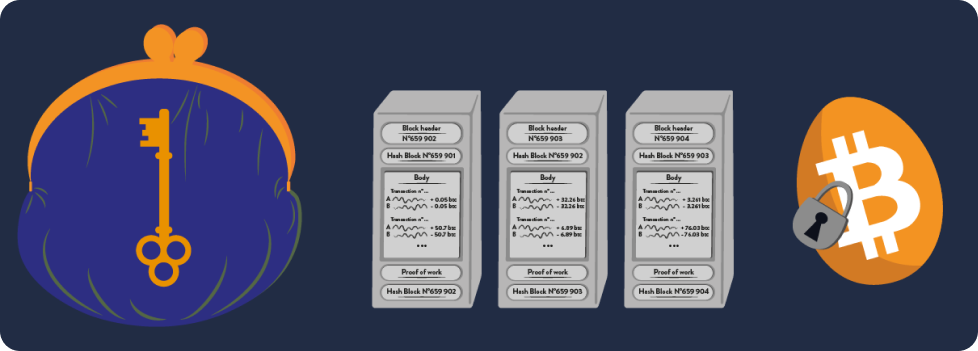 Block header
N°659 902
Hash Block N°659 901
Body
Transaction n°...
A + 0.05 btc
B - 0.05 btc
Transaction n°...
A + 50.7 btc
B - 50.7 btc
...
Proof of work
Hash Block N°659 902
Block header
N°659 903
Hash Block N°659 902
Body
Transaction n°...
A + 32.26 btc
B - 32.26 btc
Transaction n°...
A + 6.89 btc
B - 6.89 btc
...
Proof of work
Hash Block N°659 903
Block header
N°659 904
Hash Block N°659 903
Body
Transaction n°...
A + 3.261 btc
B - 3.261 btc
Transaction n°...
A +76.03 btc
B -76.03 btc
...
Proof of work
Hash Block N°659 904